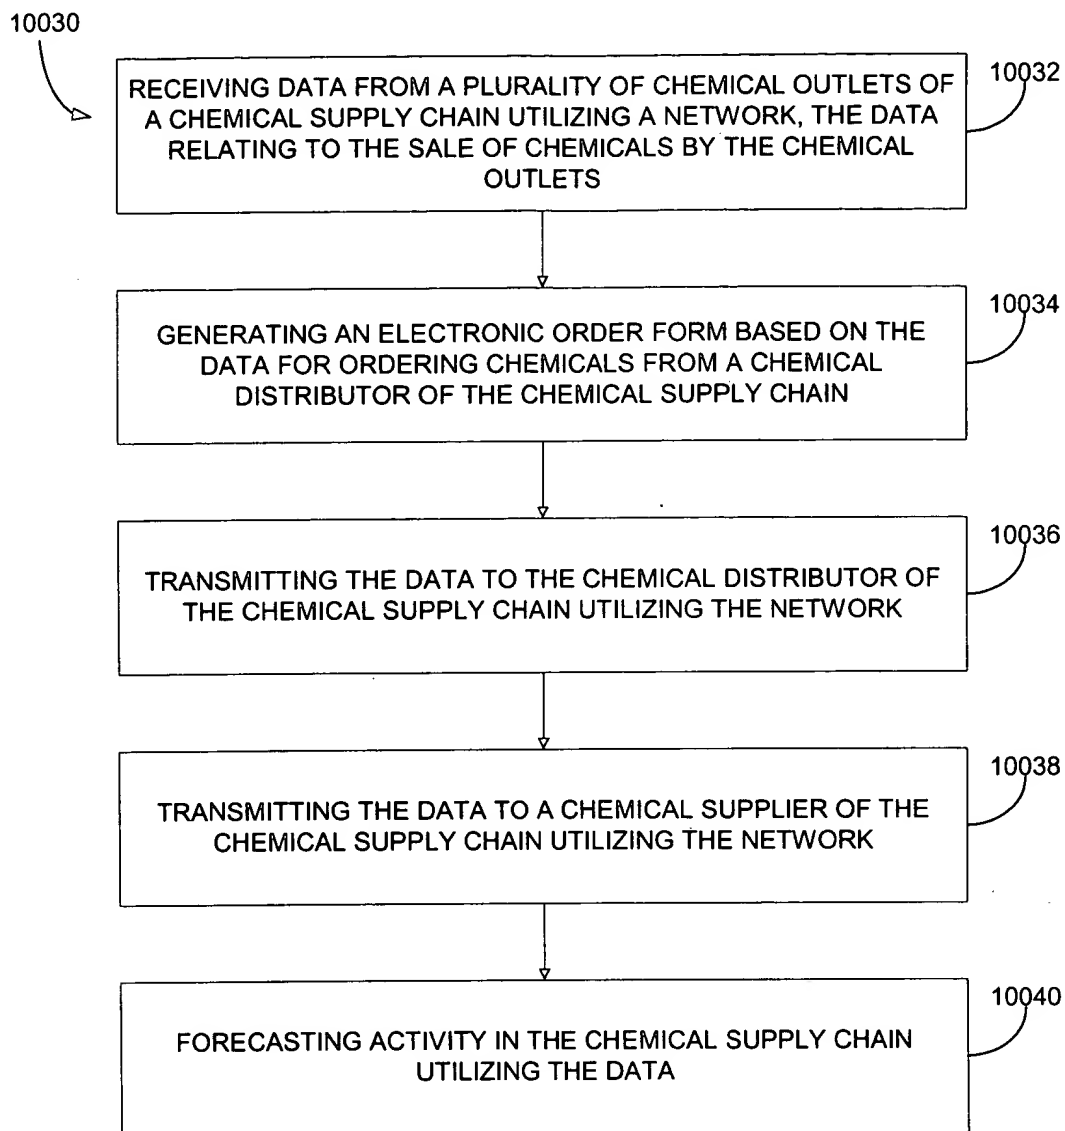 10030
RECEIVING DATA FROM A PLURALITY OF CHEMICAL OUTLETS OF
A CHEMICAL SUPPLY CHAIN UTILIZING A NETWORK, THE DATA
RELATING TO THE SALE OF CHEMICALS BY THE CHEMICAL
OUTLETS
10032
GENERATING AN ELECTRONIC ORDER FORM BASED ON THE
DATA FOR ORDERING CHEMICALS FROM A CHEMICAL
DISTRIBUTOR OF THE CHEMICAL SUPPLY CHAIN
10034
TRANSMITTING THE DATA TO THE CHEMICAL DISTRIBUTOR OF
THE CHEMICAL SUPPLY CHAIN UTILIZING THE NETWORK
10036
TRANSMITTING THE DATA TO A CHEMICAL SUPPLIER OF THE
CHEMICAL SUPPLY CHAIN UTILIZING THE NETWORK
10038
FORECASTING ACTIVITY IN THE CHEMICAL SUPPLY CHAIN
UTILIZING THE DATA
10040